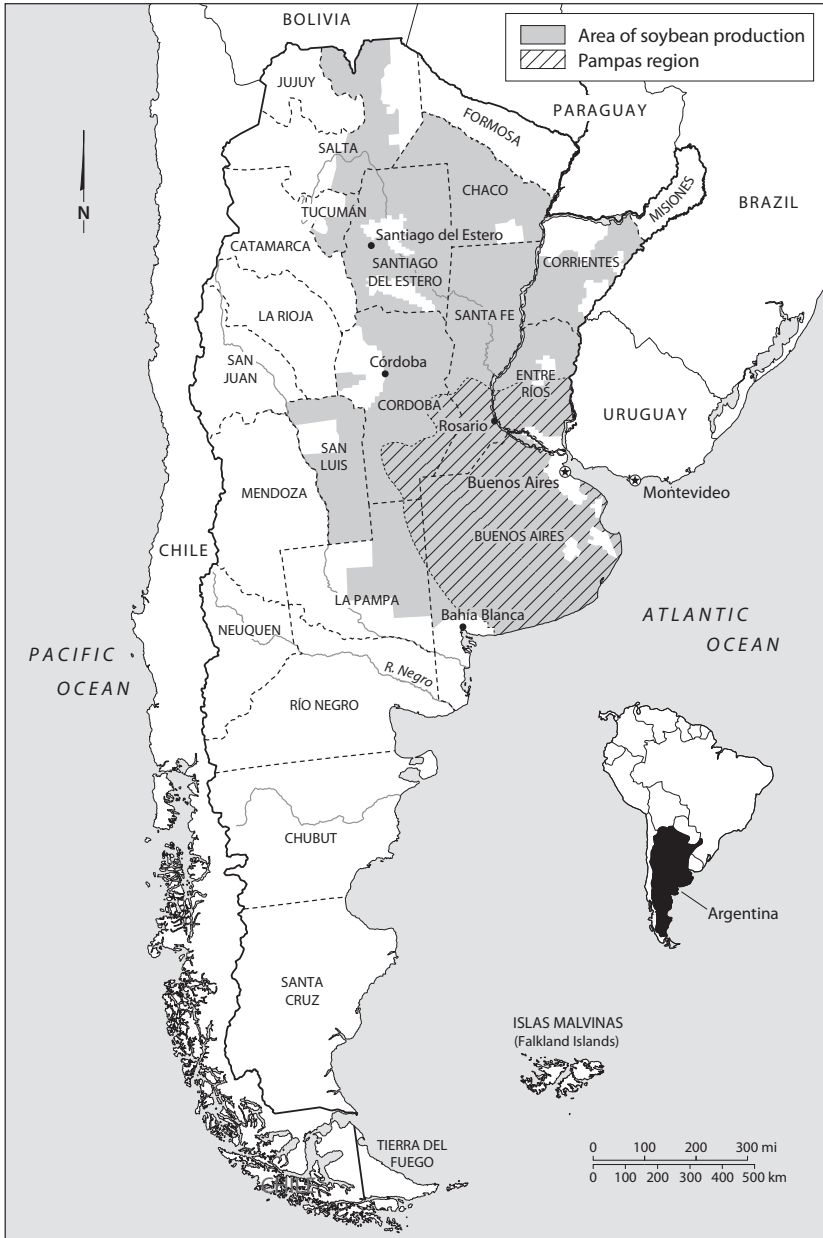 BOLIVIA
Area of soybean production
Pampas region
JUJUY
PARAGUAY
FORMOSA
SALTA
N
CHACO
MISIONES
BRAZIL
TUCUMÁN
Santiago del Estero
CATAMARCA
SANTIAGO
DEL ESTERO
CORRIENTES
LA RIOJA
SANTA FE
SAN
JUAN
Córdoba
ENTRE
RÍOS
CORDOBA
Rosario
URUGUAY
SAN
LUIS
Buenos Aires
Montevideo
MENDOZA
BUENOS AIRES
CHILE
LA PAMPA
Bahía Blanca
ATLANTIC
OCEAN
NEUQUEN
PACIFIC
OCEAN
R. Negro
RÍO NEGRO
CHUBUT
Argentina
SANTA
CRUZ
ISLAS MALVINAS
(Falkland Islands)
TIERRA DEL
FUEGO
0 100 200 300 mi
0 100 200 300 400 500 km